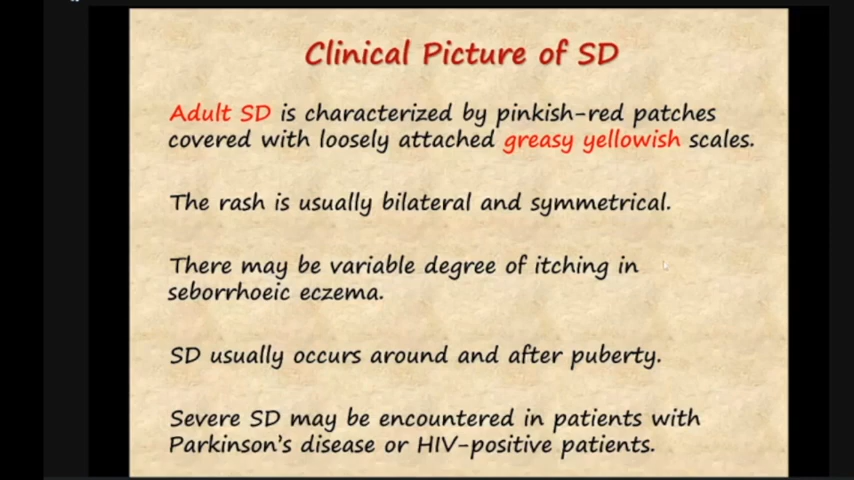 Clinical Picture of SD
Adult SD is characterized by pinkish-red patches
covered with loosely attached greasy yellowish scales.
The rash is usually bilateral and symmetrical.
There may be variable degree of itching in
seborrhoeic eczema.
SD usually occurs around and after puberty.
Severe SD may be encountered in patients with
Parkinson's disease or HIV-positive patients.